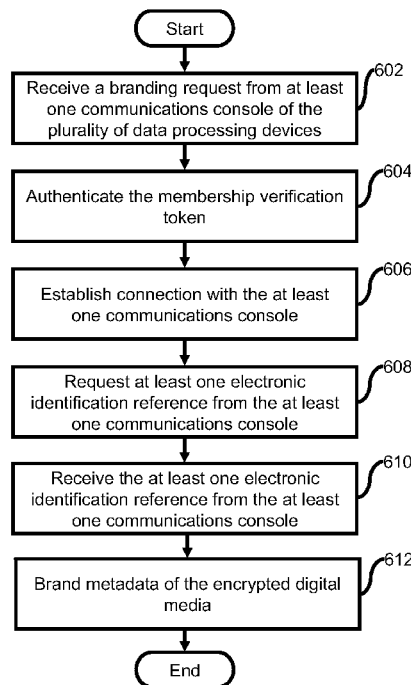 Start
602
Receive a branding request from at least
one communications console of the
plurality of data processing devices
604
Authenticate the membership verification
token
606
Establish connection with the at least
one communications console
608
Request at least one electronic
identification reference from the at least
one communications console
610
Receive the at least one electronic
identification reference from the at least
one communications console
612
Brand metadata of the encrypted digital
media
End